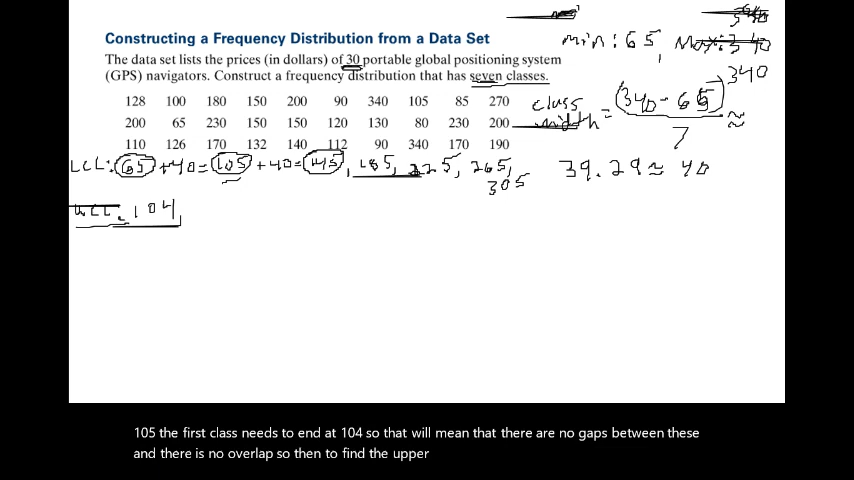 Constructing a Frequency Distribution from a Data Set
The data set lists the prices (in dollars) of 30 portable global positioning system
(GPS) navigators. Construct a frequency distribution that has seven classes.
min: 65, Max: 340
340
128 100 180 150 200 90 340 105 85 270
200 65 230 150 150 120 130 80 230 200
110 126 170 132 140 112 90 340 170 190
class width = (340 - 65) / 7 ≈
39.29 ≈ 40
LCL: 65 +40= 105 +40= 145, 185, 225, 265,
305
UCL: 104,
105 the first class needs to end at 104 so that will mean that there are no gaps between these
and there is no overlap so then to find the upper